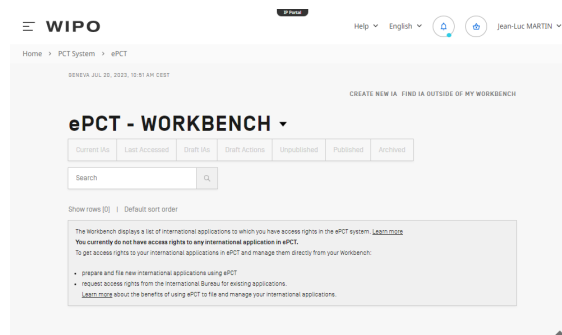 IP Portal
WIPO
Help English Jean-Luc MARTIN
Home > PCT System > ePCT
GENEVA JUL 20, 2023, 10:51 AM CEST
CREATE NEW IA FIND IA OUTSIDE OF MY WORKBENCH
ePCT - WORKBENCH
Current IAs Last Accessed Draft IAs Draft Actions Unpublished Published Archived
Search
Show rows [0] | Default sort order
The Workbench displays a list of international applications to which you have access rights in the ePCT system. Learn more
You currently do not have access rights to any international application in ePCT.
To get access rights to your international applications in ePCT and manage them directly from your Workbench:
• prepare and file new international applications using ePCT
• request access rights from the International Bureau for existing applications.
Learn more about the benefits of using ePCT to file and manage your international applications.